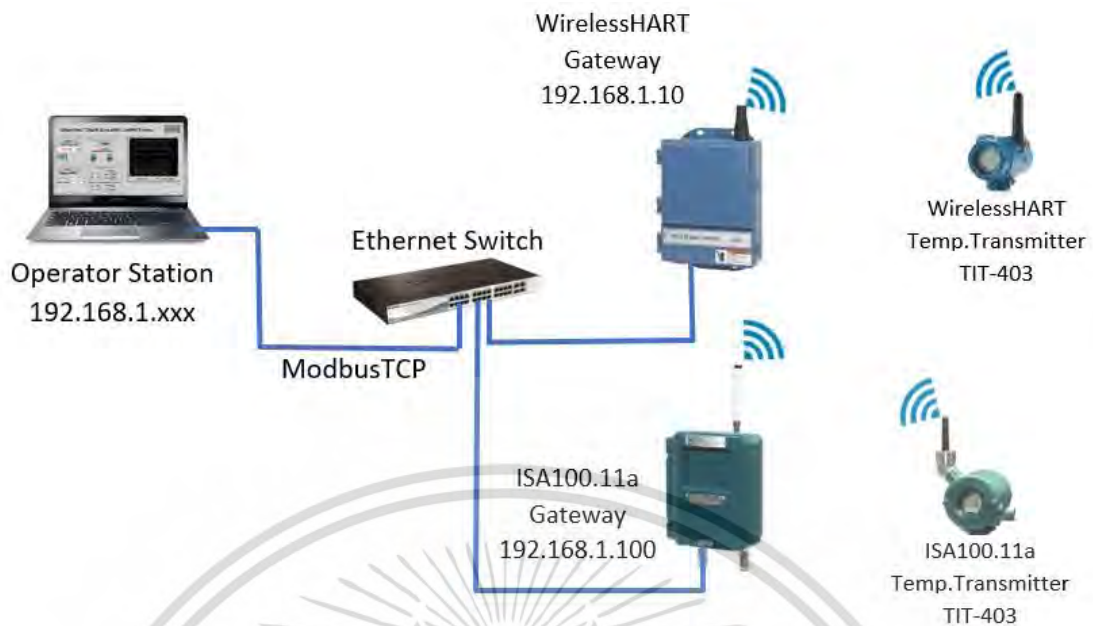 WirelessHART
Gateway
192.168.1.10
WirelessHART
Temp.Transmitter
TIT-403
Operator Station
192.168.1.xxx
Ethernet Switch
ModbusTCP
ISA100.11a
Gateway
192.168.1.100
ISA100.11a
Temp.Transmitter
TIT-403